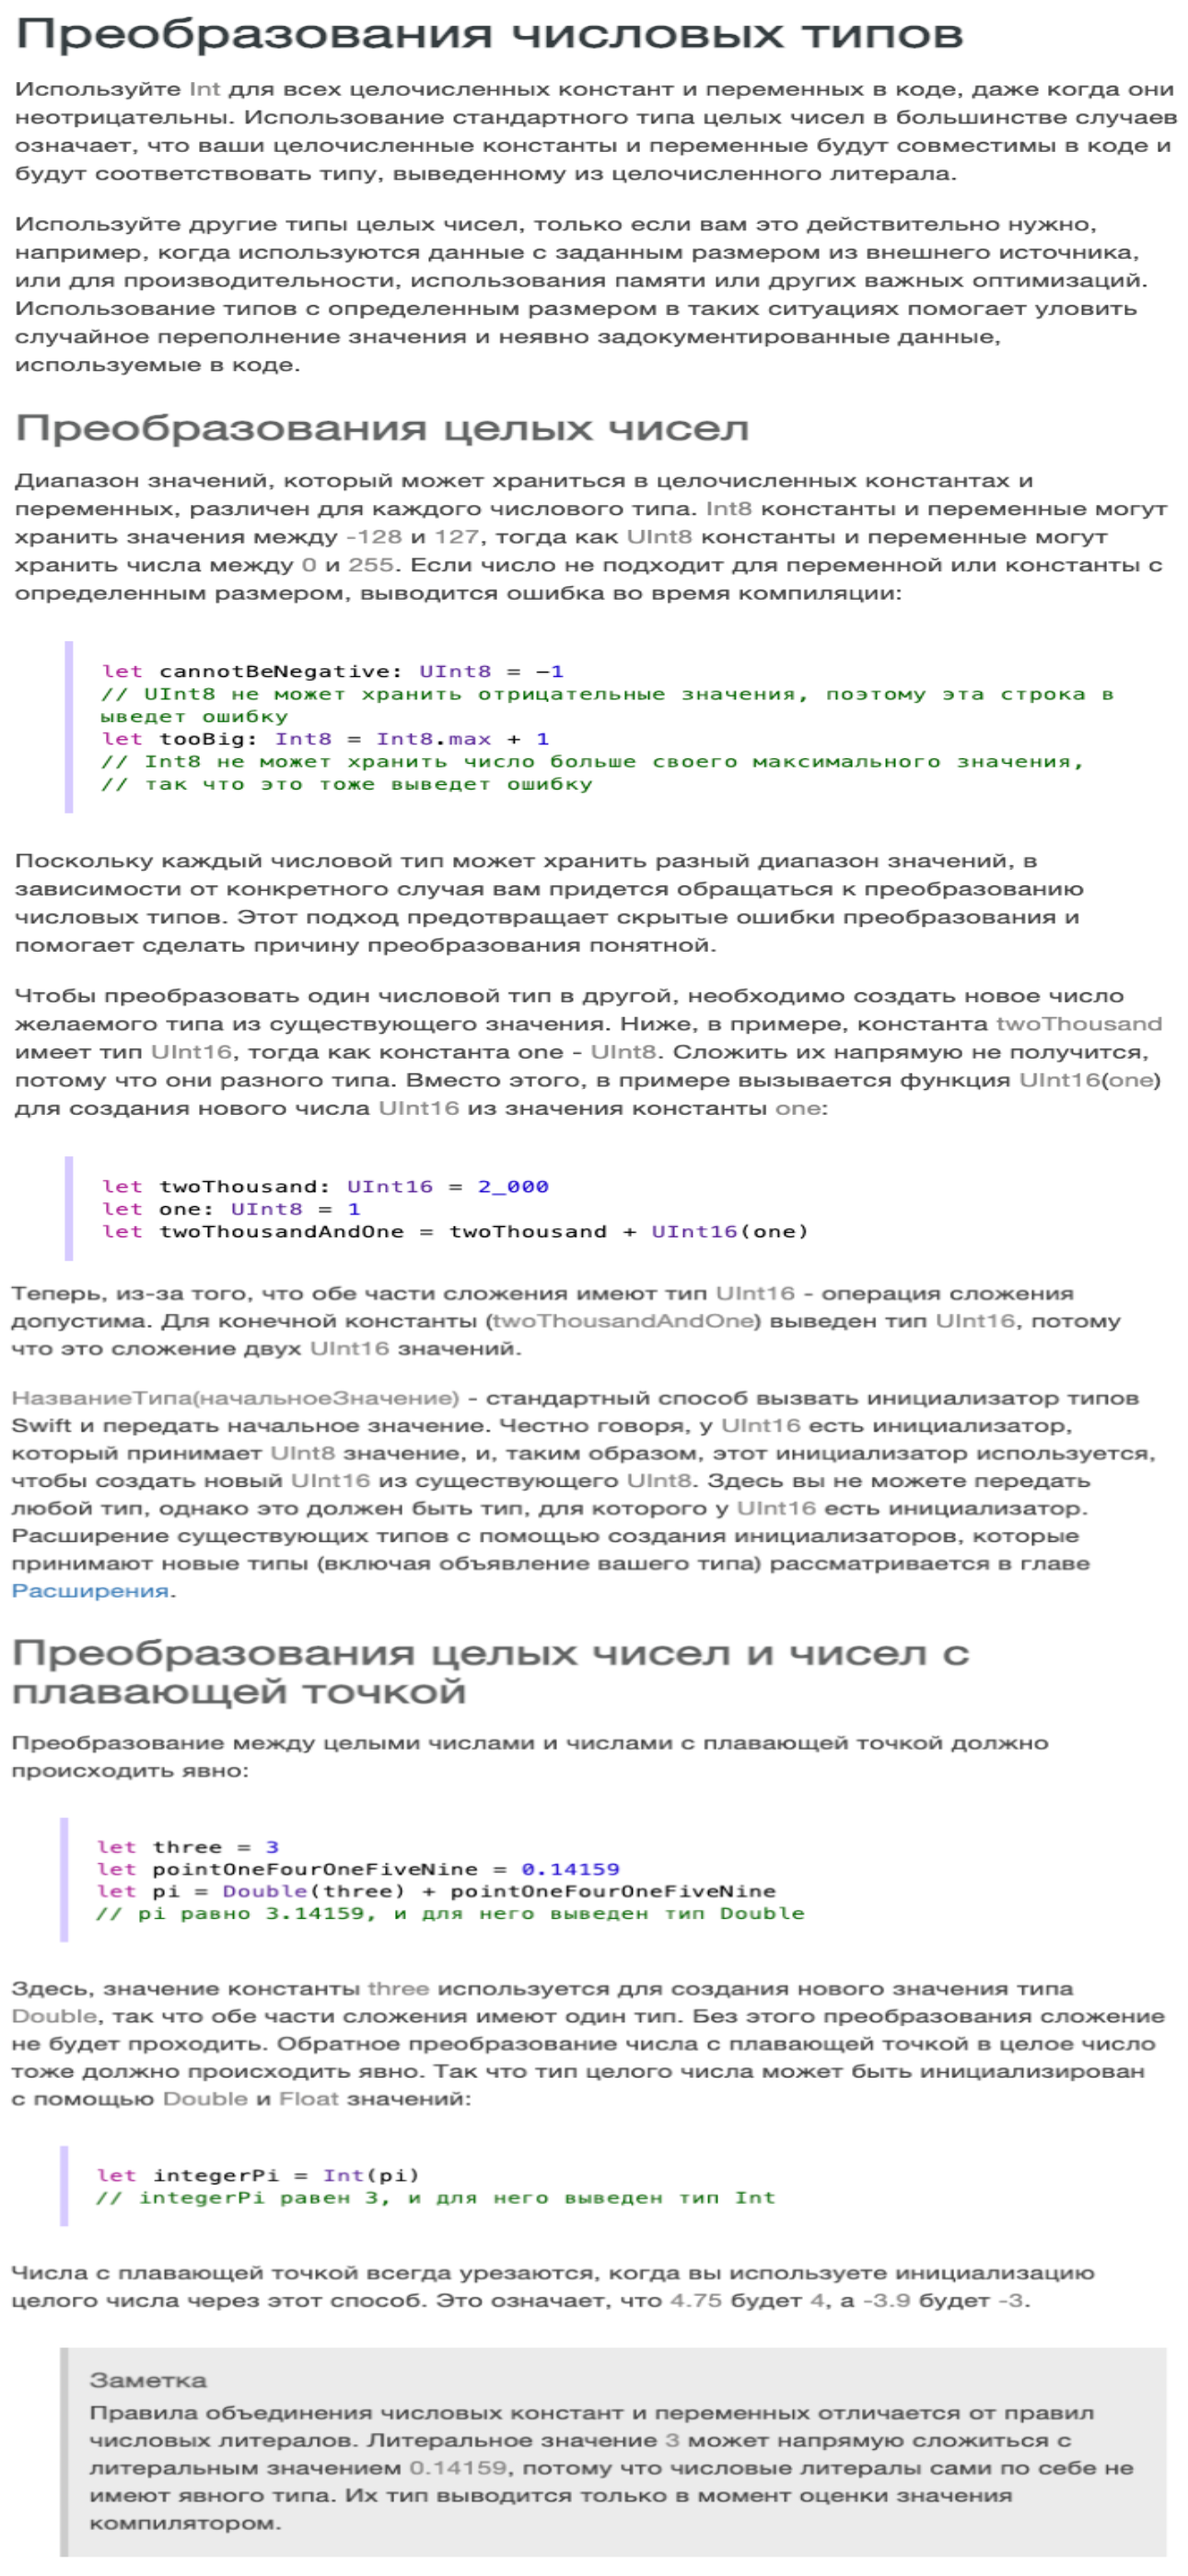 Преобразования числовых типов
Используйте Int для всех целочисленных констант и переменных в коде, даже когда они
неотрицательны. Использование стандартного типа целых чисел в большинстве случаев
означает, что ваши целочисленные константы и переменные будут совместимы в коде и
будут соответствовать типу, выведенному из целочисленного литерала.
Используйте другие типы целых чисел, только если вам это действительно нужно,
например, когда используются данные с заданным размером из внешнего источника,
или для производительности, использования памяти или других важных оптимизаций.
Использование типов с определенным размером в таких ситуациях помогает уловить
случайное переполнение значения и неявно задокументированные данные,
используемые в коде.
Преобразования целых чисел
Диапазон значений, который может храниться в целочисленных константах и
переменных, различен для каждого числового типа. Int8 константы и переменные могут
хранить значения между -128 и 127, тогда как UInt8 константы и переменные могут
хранить числа между 0 и 255. Если число не подходит для переменной или константы с
определенным размером, выводится ошибка во время компиляции:
let cannotBeNegative: UInt8 = −1
// UInt8 не может хранить отрицательные значения, поэтому эта строка в
ыведет ошибку
let tooBig: Int8 = Int8.max + 1
// Int8 не может хранить число больше своего максимального значения,
// так что это тоже выведет ошибку
Поскольку каждый числовой тип может хранить разный диапазон значений, в
зависимости от конкретного случая вам придется обращаться к преобразованию
числовых типов. Этот подход предотвращает скрытые ошибки преобразования и
помогает сделать причину преобразования понятной.
Чтобы преобразовать один числовой тип в другой, необходимо создать новое число
желаемого типа из существующего значения. Ниже, в примере, константа twoThousand
имеет тип UInt16, тогда как константа one - UInt8. Сложить их напрямую не получится,
потому что они разного типа. Вместо этого, в примере вызывается функция UInt16(one)
для создания нового числа UInt16 из значения константы one:
let twoThousand: UInt16 = 2_000
let one: UInt8 = 1
let twoThousandAndOne = twoThousand + UInt16(one)
Теперь, из-за того, что обе части сложения имеют тип UInt16 - операция сложения
допустима. Для конечной константы (twoThousandAndOne) выведен тип UInt16, потому
что это сложение двух UInt16 значений.
НазваниеТипа(начальноеЗначение) - стандартный способ вызвать инициализатор типов
Swift и передать начальное значение. Честно говоря, у UInt16 есть инициализатор,
который принимает UInt8 значение, и, таким образом, этот инициализатор используется,
чтобы создать новый UInt16 из существующего UInt8. Здесь вы не можете передать
любой тип, однако это должен быть тип, для которого у UInt16 есть инициализатор.
Расширение существующих типов с помощью создания инициализаторов, которые
принимают новые типы (включая объявление вашего типа) рассматривается в главе
Расширения.
Преобразования целых чисел и чисел с
плавающей точкой
Преобразование между целыми числами и числами с плавающей точкой должно
происходить явно:
let three = 3
let pointOneFourOneFiveNine = 0.14159
let pi = Double(three) + pointOneFourOneFiveNine
// pi равно 3.14159, и для него выведен тип Double
Здесь, значение константы three используется для создания нового значения типа
Double, так что обе части сложения имеют один тип. Без этого преобразования сложение
не будет проходить. Обратное преобразование числа с плавающей точкой в целое число
тоже должно происходить явно. Так что тип целого числа может быть инициализирован
с помощью Double и Float значений:
let integerPi = Int(pi)
// integerPi равен 3, и для него выведен тип Int
Числа с плавающей точкой всегда урезаются, когда вы используете инициализацию
целого числа через этот способ. Это означает, что 4.75 будет 4, а -3.9 будет -3.
Заметка
Правила объединения числовых констант и переменных отличается от правил
числовых литералов. Литеральное значение 3 может напрямую сложиться с
литеральным значением 0.14159, потому что числовые литералы сами по себе не
имеют явного типа. Их тип выводится только в момент оценки значения
компилятором.